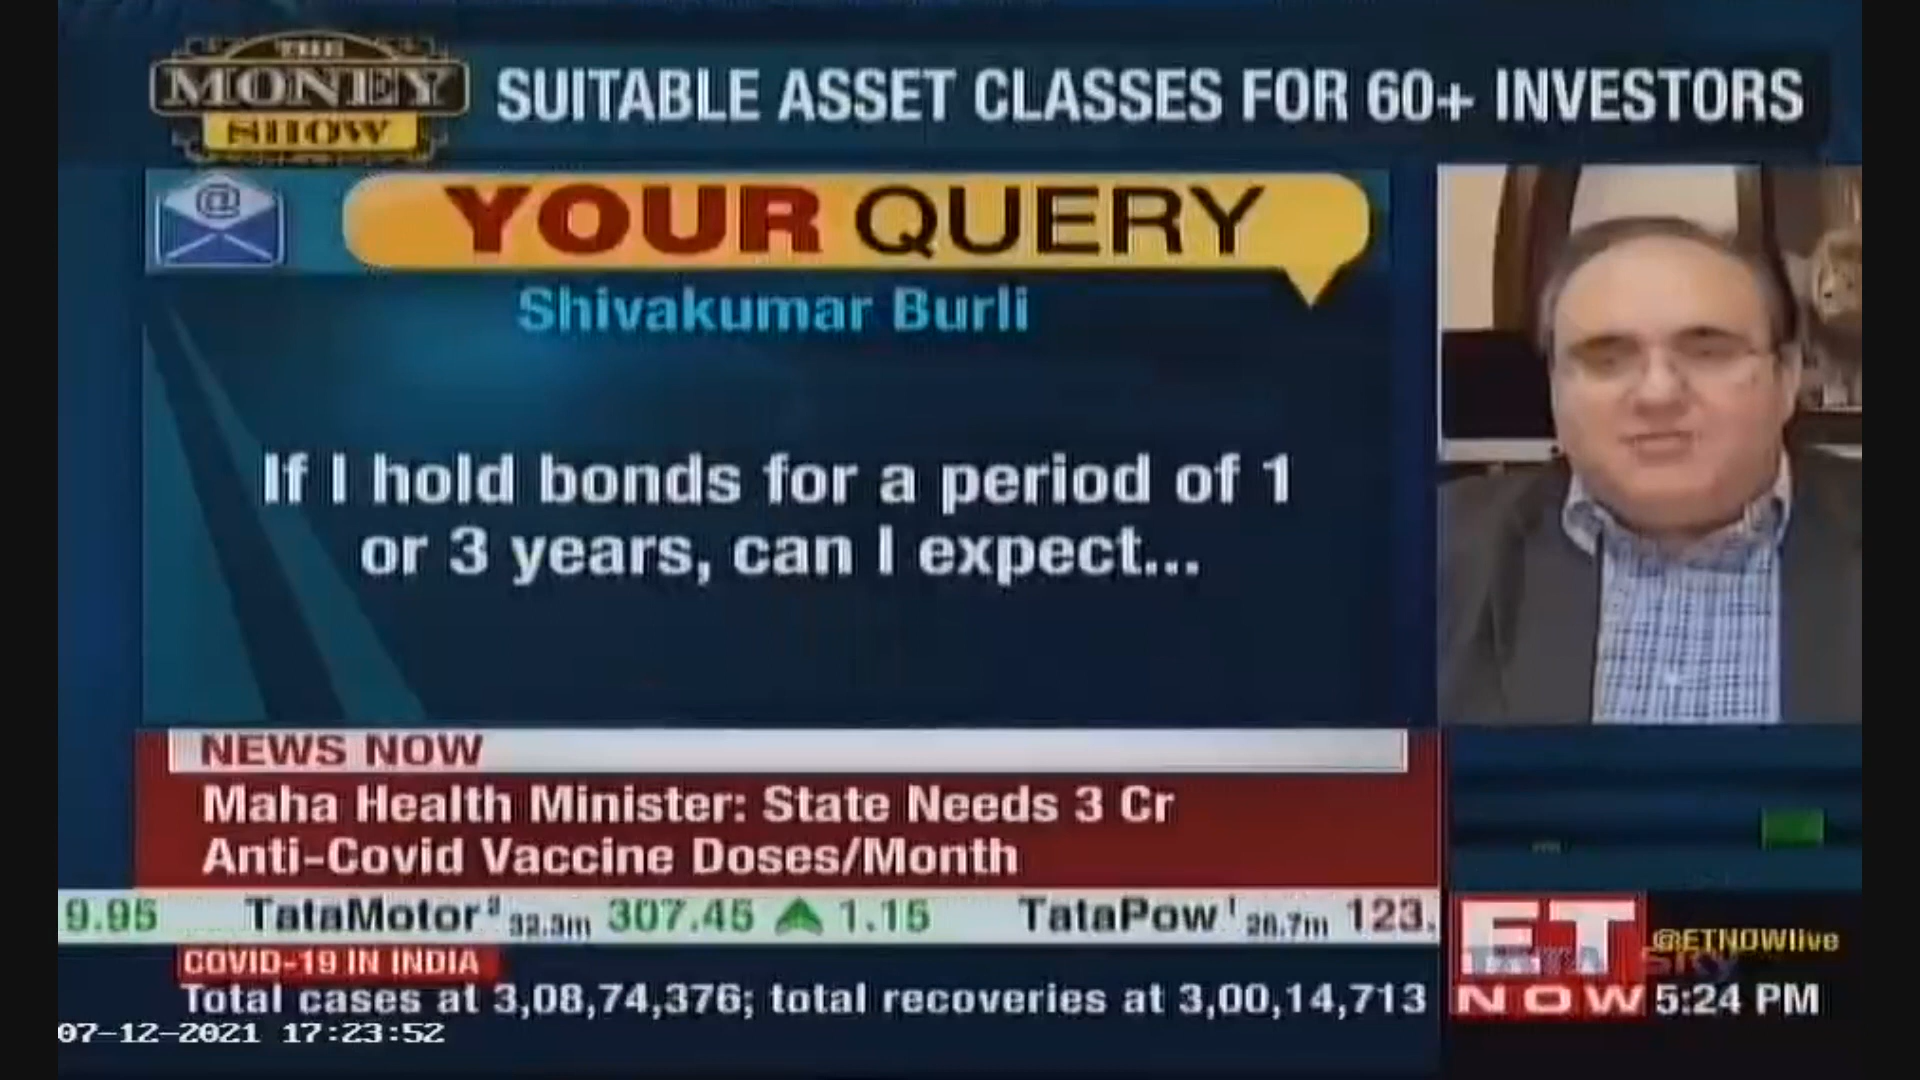 THE
MONEY
SHOW
SUITABLE ASSET CLASSES FOR 60+ INVESTORS
@
YOUR QUERY
Shivakumar Burli
If I hold bonds for a period of 1
or 3 years, can I expect...
NEWS NOW
Maha Health Minister: State Needs 3 Cr
Anti-Covid Vaccine Doses/Month
9.95 TataMotor² 32.3m 307.45 ▲ 1.15 TataPow¹ 26.7m 123.
COVID-19 IN INDIA
Total cases at 3,08,74,376; total recoveries at 3,00,14,713
ET
NOW
@ETNOWlive
TATA Sky
5:24 PM
07-12-2021 17:23:52